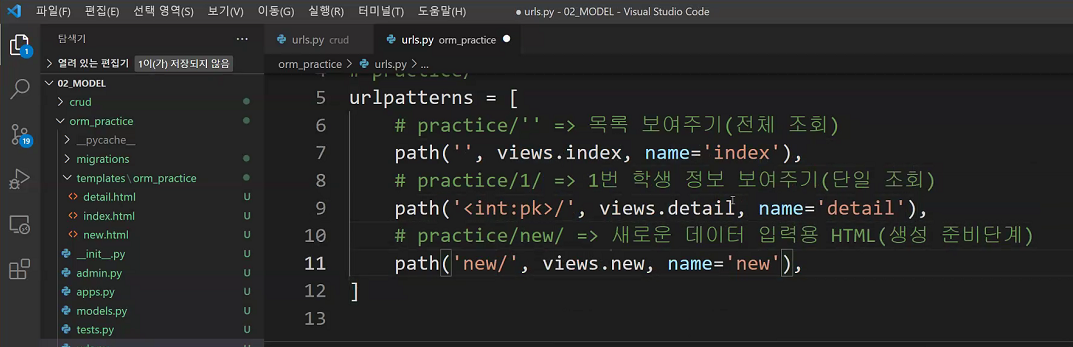 파일(F) 편집(E) 선택 영역(S) 보기(V) 이동(G) 실행(R) 터미널(T) 도움말(H) ● urls.py - 02_MODEL - Visual Studio Code
탐색기 ···
urls.py crud
urls.py orm_practice ●
열려 있는 편집기 1이(가) 저장되지 않음
orm_practice > urls.py > ...
02_MODEL
crud
orm_practice U
__pycache__
migrations
templates\orm_practice
detail.html U
index.html U
new.html U
__init__.py U
admin.py U
apps.py U
models.py U
tests.py U
1
19
5 urlpatterns = [
6 # practice/'' => 목록 보여주기(전체 조회)
7 path('', views.index, name='index'),
8 # practice/1/ => 1번 학생 정보 보여주기(단일 조회)
9 path('<int:pk>/', views.detail, name='detail'),
10 # practice/new/ => 새로운 데이터 입력용 HTML(생성 준비단계)
11 path('new/', views.new, name='new'),
12 ]
13